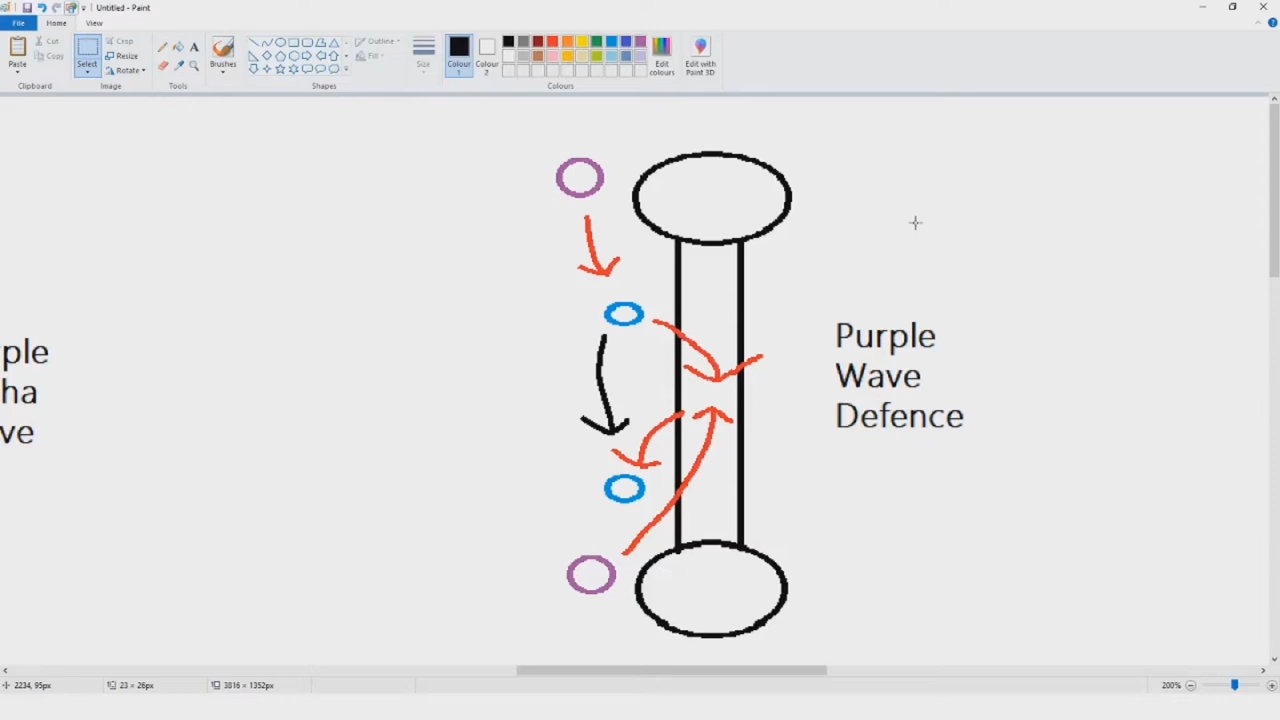 Untitled - Paint
File
Home
View
Paste
Cut
Copy
Clipboard
Select
Crop
Resize
Rotate
Image
A
Tools
Brushes
Outline
Fill
Shapes
Size
Colour
1
Colour
2
Edit
colours
Edit with
Paint 3D
Colours
rple
ha
ve
Purple
Wave
Defence
2234, 95px
23 × 26px
3816 × 1352px
200%